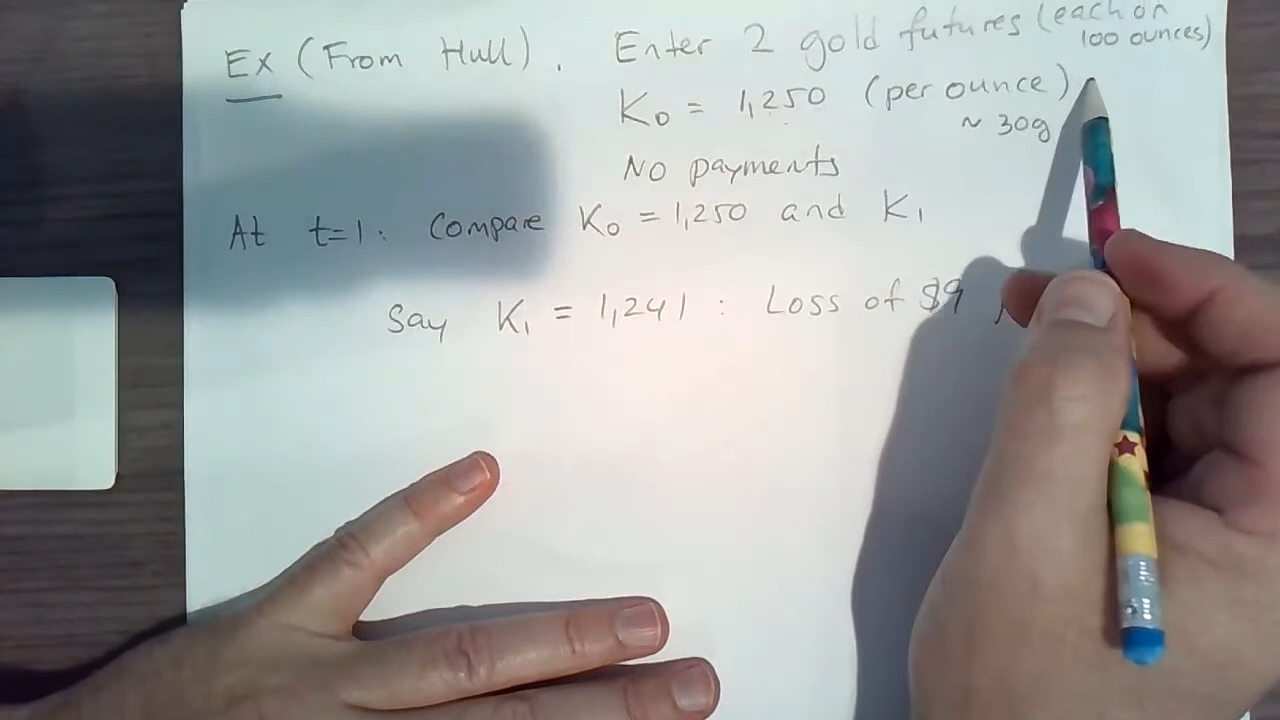 Ex (From Hull). Enter 2 gold futures (each on
100 ounces)
K0 = 1,250 (per ounce)
~ 30g
No payments
At t=1: Compare K0 = 1,250 and K1
Say K1 = 1,241 : Loss of $9